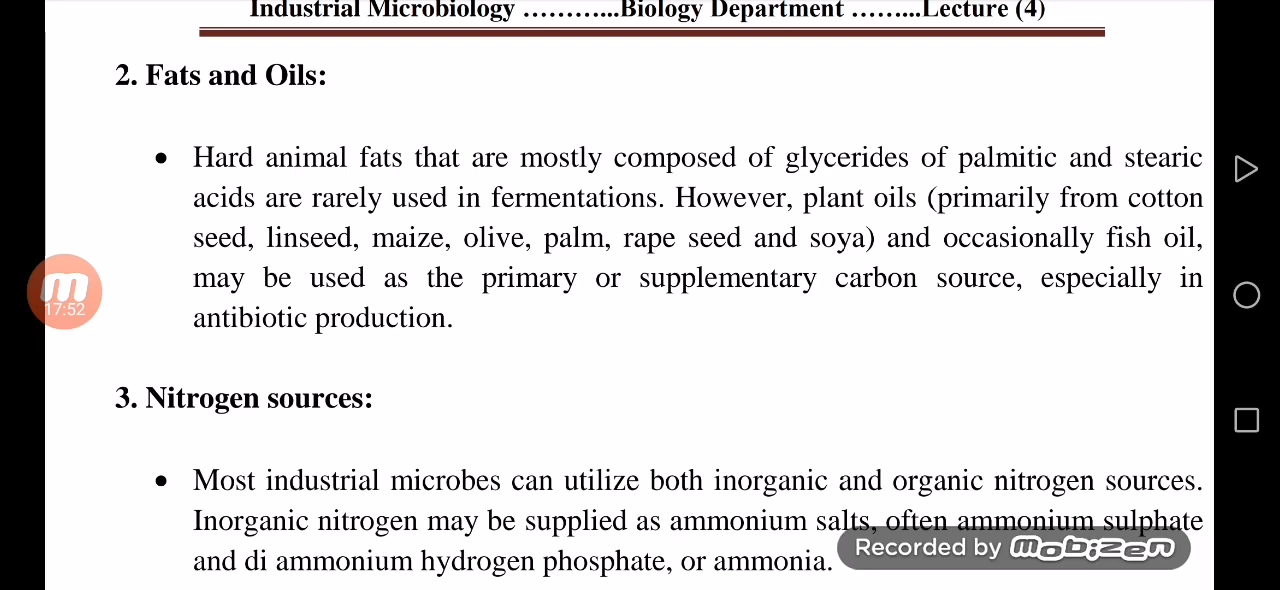 Industrial Microbiology ………...Biology Department ……...Lecture (4)
2. Fats and Oils:
• Hard animal fats that are mostly composed of glycerides of palmitic and stearic
acids are rarely used in fermentations. However, plant oils (primarily from cotton
seed, linseed, maize, olive, palm, rape seed and soya) and occasionally fish oil,
may be used as the primary or supplementary carbon source, especially in
antibiotic production.
17:52
3. Nitrogen sources:
• Most industrial microbes can utilize both inorganic and organic nitrogen sources.
Inorganic nitrogen may be supplied as ammonium salts, often ammonium sulphate
and di ammonium hydrogen phosphate, or ammonia.
Recorded by mobizen